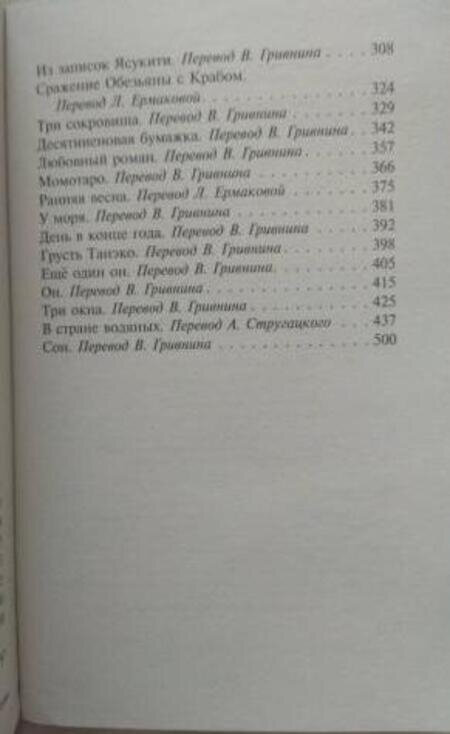 Из записок Ясукити. Перевод В. Гривнина . . . . 308
Сражение Обезьяны с Крабом.
Перевод Л. Ермаковой . . . . . . . . . . . . . . . 324
Три сокровища. Перевод В. Гривнина . . . . . . . . 329
Десятииеновая бумажка. Перевод В. Гривнина . 342
Любовный роман. Перевод В. Гривнина . . . . . . . 357
Момотаро. Перевод В. Гривнина . . . . . . . . . . . 366
Ранняя весна. Перевод Л. Ермаковой . . . . . . . . 375
У моря. Перевод В. Гривнина . . . . . . . . . . . . . 381
День в конце года. Перевод В. Гривнина . . . . . . 392
Грусть Танэко. Перевод В. Гривнина . . . . . . . . 398
Ещё один он. Перевод В. Гривнина. . . . . . . . . . 405
Он. Перевод В. Гривнина . . . . . . . . . . . . . . . 415
Три окна. Перевод В. Гривнина . . . . . . . . . . . . 425
В стране водяных. Перевод А. Стругацкого . . . 437
Сон. Перевод В. Гривнина . . . . . . . . . . . . . . 500